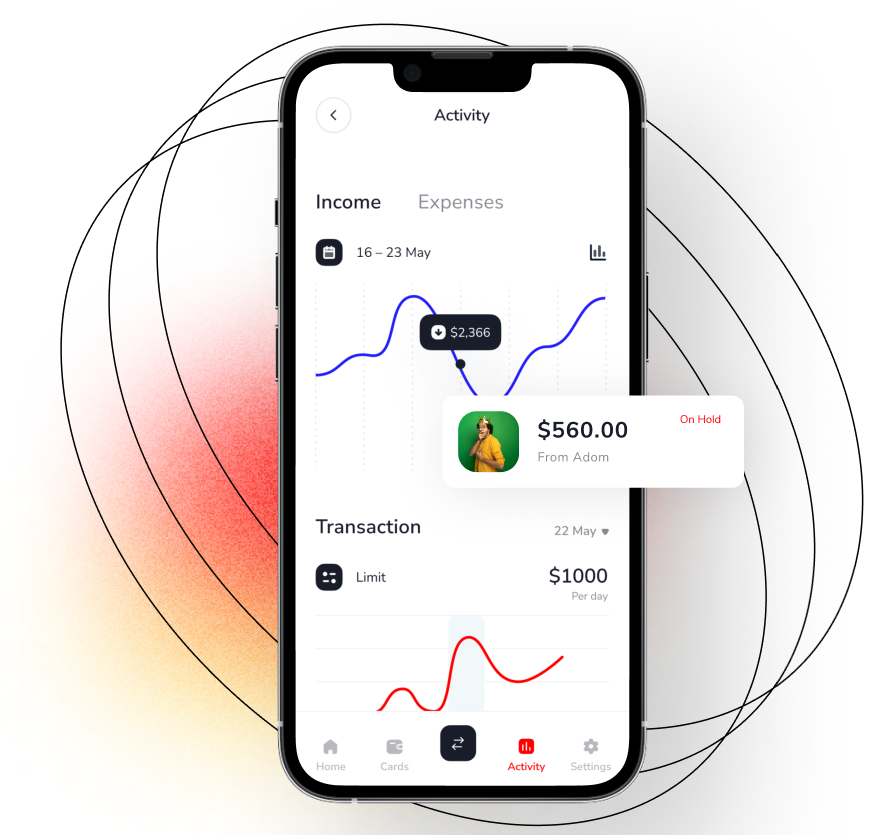 Activity
Income Expenses
16 – 23 May
$2,366
$560.00
On Hold
From Adom
Transaction
22 May
Limit
$1000
Per day
Home Cards Activity Settings